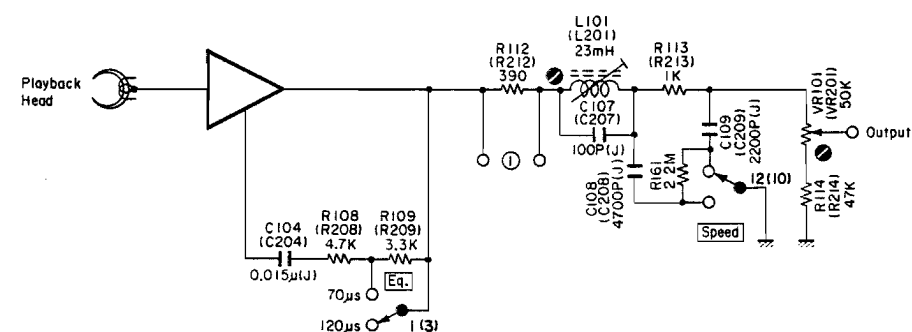 Playback
Head
L101
(L201)
23mH
R112
(R212)
390
R113
(R213)
1K
C107
(C207)
100P(J)
①
C108
(C208)
4700P(J)
R161
2.2M
C109
(C209)
2200P(J)
12(10)
Speed
VR101
(VR201)
50K
Output
R114
(R214)
47K
C104
(C204)
0.015μ(J)
R108
(R208)
4.7K
R109
(R209)
3.3K
Eq.
70μs
120μs
1(3)